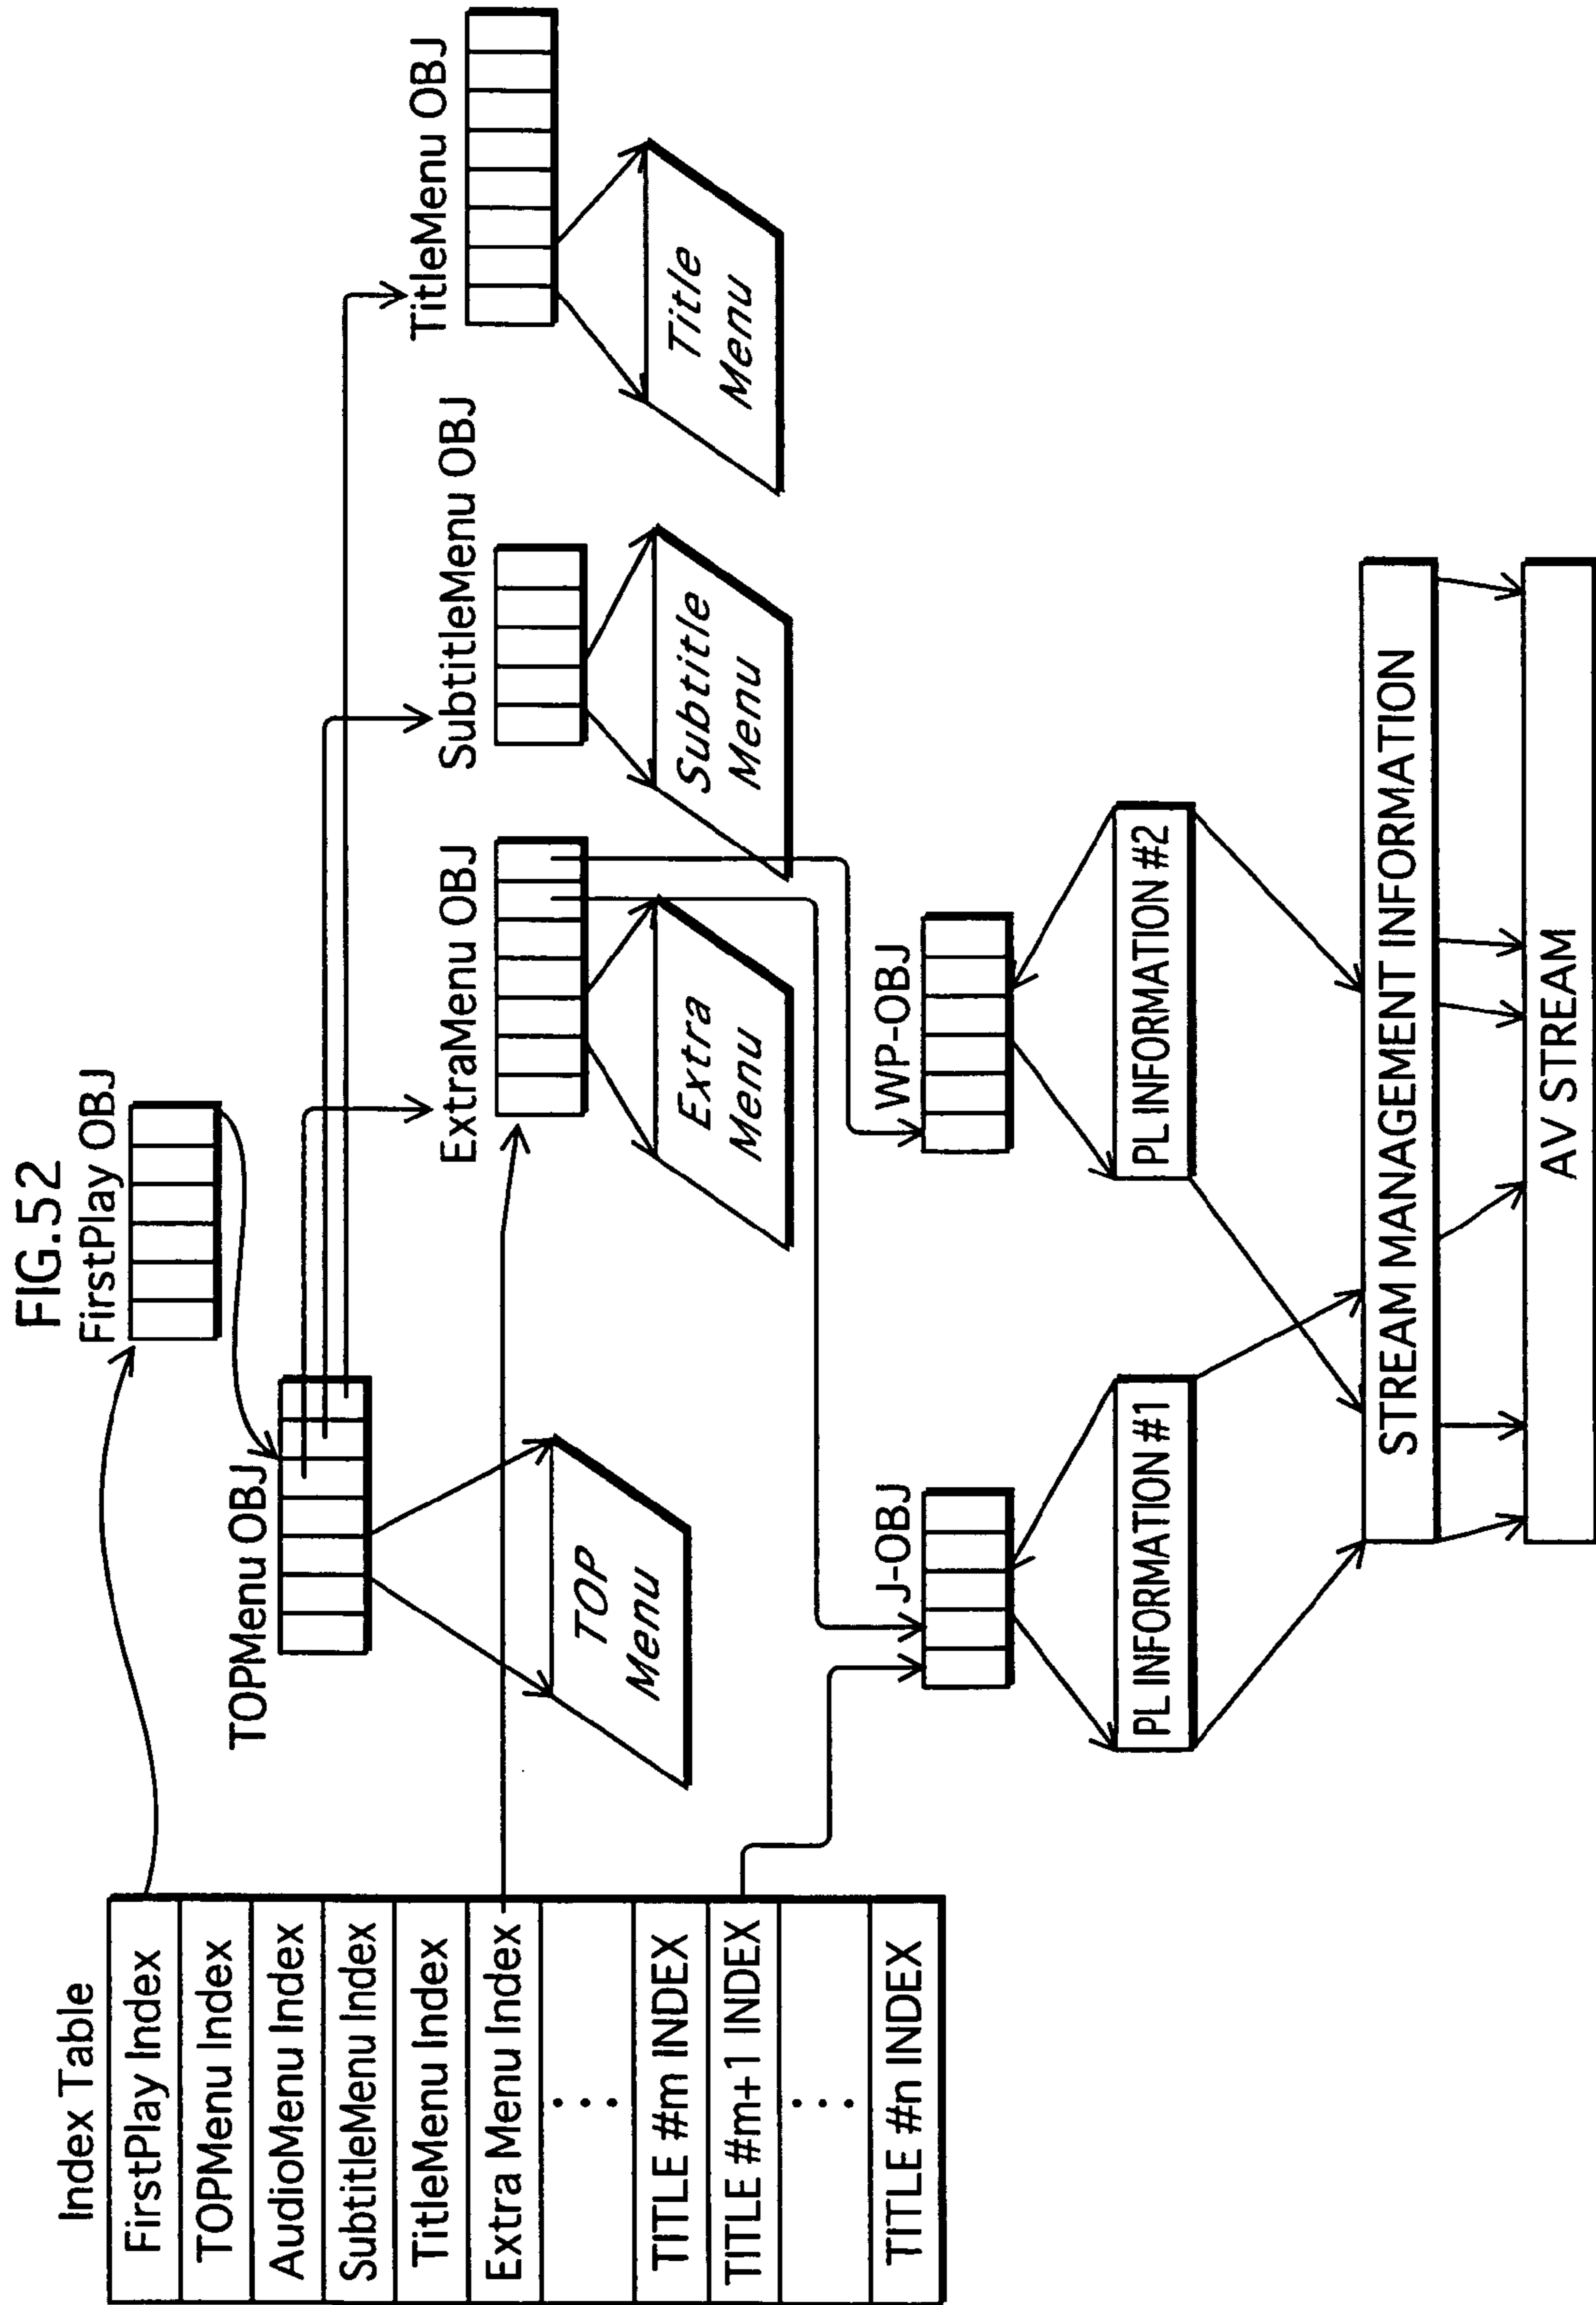 FIG.52
Index Table
FirstPlay Index
TOPMenu Index
AudioMenu Index
SubtitleMenu Index
TitleMenu Index
Extra Menu Index
...
TITLE #m INDEX
TITLE #m+1 INDEX
...
TITLE #n INDEX
FirstPlay OBJ
TOPMenu OBJ
TOP
Menu
ExtraMenu OBJ
Extra
Menu
SubtitleMenu OBJ
Subtitle
Menu
TitleMenu OBJ
Title
Menu
J-OBJ
WP-OBJ
PL INFORMATION #1
PL INFORMATION #2
STREAM MANAGEMENT INFORMATION
AV STREAM